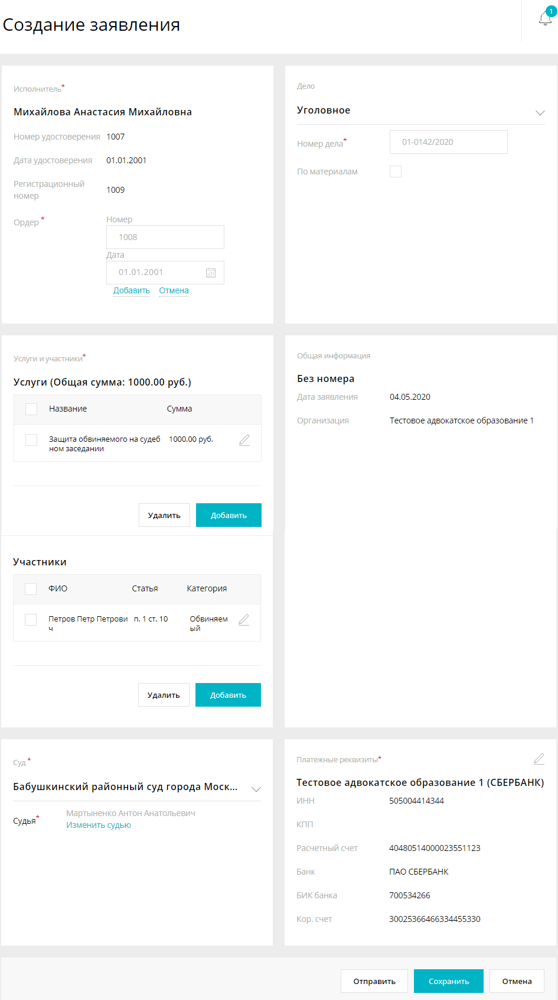 Создание заявления
1
Исполнитель*
Михайлова Анастасия Михайловна
Номер удостоверения 1007
Дата удостоверения 01.01.2001
Регистрационный
номер
1009
Ордер *
Номер
1008
Дата
01.01.2001
Добавить Отмена
Дело
Уголовное
Номер дела* 01-0142/2020
По материалам
Услуги и участники*
Услуги (Общая сумма: 1000.00 руб.)
Название Сумма
Защита обвиняемого на судеб 1000.00 руб.
ном заседании
Удалить Добавить
Общая информация
Без номера
Дата заявления 04.05.2020
Организация Тестовое адвокатское образование 1
Участники
ФИО Статья Категория
Петров Петр Петрови п. 1 ст. 10 Обвиняем
ч ый
Удалить Добавить
Суд *
Бабушкинский районный суд города Моск...
Судья* Мартыненко Антон Анатольевич
Изменить судью
Платежные реквизиты*
Тестовое адвокатское образование 1 (СБЕРБАНК)
ИНН 505004414344
КПП
Расчетный счет 40480514000023551123
Банк ПАО СБЕРБАНК
БИК банка 700534266
Кор. счет 30025366466334455330
Отправить Сохранить Отмена